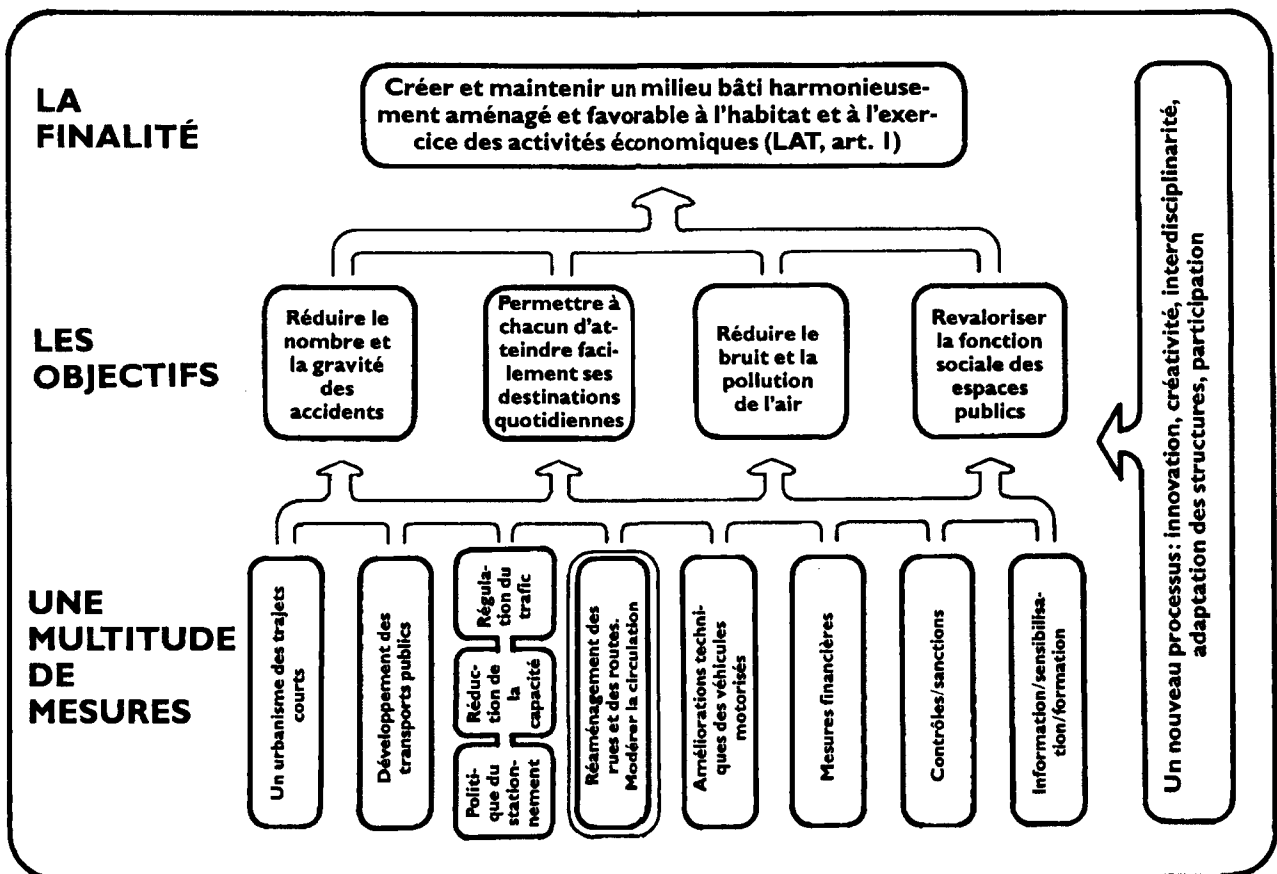 LA
FINALITÉ
Créer et maintenir un milieu bâti harmonieuse-
ment aménagé et favorable à l'habitat et à l'exer-
cice des activités économiques (LAT, art. 1)
LES
OBJECTIFS
Réduire le
nombre et
la gravité
des
accidents
Permettre à
chacun d'at-
teindre faci-
lement ses
destinations
quotidiennes
Réduire le
bruit et la
pollution
de l'air
Revaloriser
la fonction
sociale des
espaces
publics
UNE
MULTITUDE
DE
MESURES
Un urbanisme des trajets
courts
Développement des
transports publics
Régula-
tion du
trafic
Réduc-
tion de
la
capacité
Politi-
que du
station-
nement
Réaménagement des
rues et des routes.
Modérer la circulation
Améliorations techni-
ques des véhicules
motorisés
Mesures financières
Contrôles/sanctions
Information/sensibilisa-
tion/formation
Un nouveau processus: innovation, créativité, interdisciplinarité,
adaptation des structures, participation